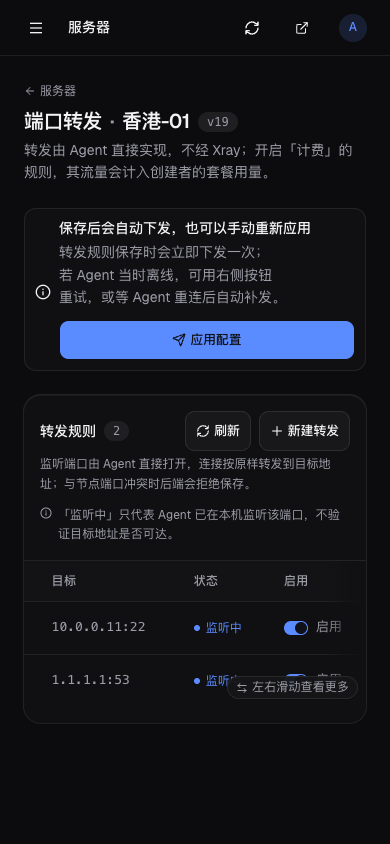 服务器
A
← 服务器
端口转发 · 香港-01 v19
转发由 Agent 直接实现，不经 Xray；开启「计费」的
规则，其流量会计入创建者的套餐用量。
保存后会自动下发，也可以手动重新应用
转发规则保存时会立即下发一次；
若 Agent 当时离线，可用右侧按钮
重试，或等 Agent 重连后自动补发。
应用配置
转发规则 2 刷新 新建转发
监听端口由 Agent 直接打开，连接按原样转发到目标地
址；与节点端口冲突时后端会拒绝保存。
「监听中」只代表 Agent 已在本机监听该端口，不验
证目标地址是否可达。
目标 状态 启用
10.0.0.11:22 监听中 启用
1.1.1.1:53 监听
左右滑动查看更多